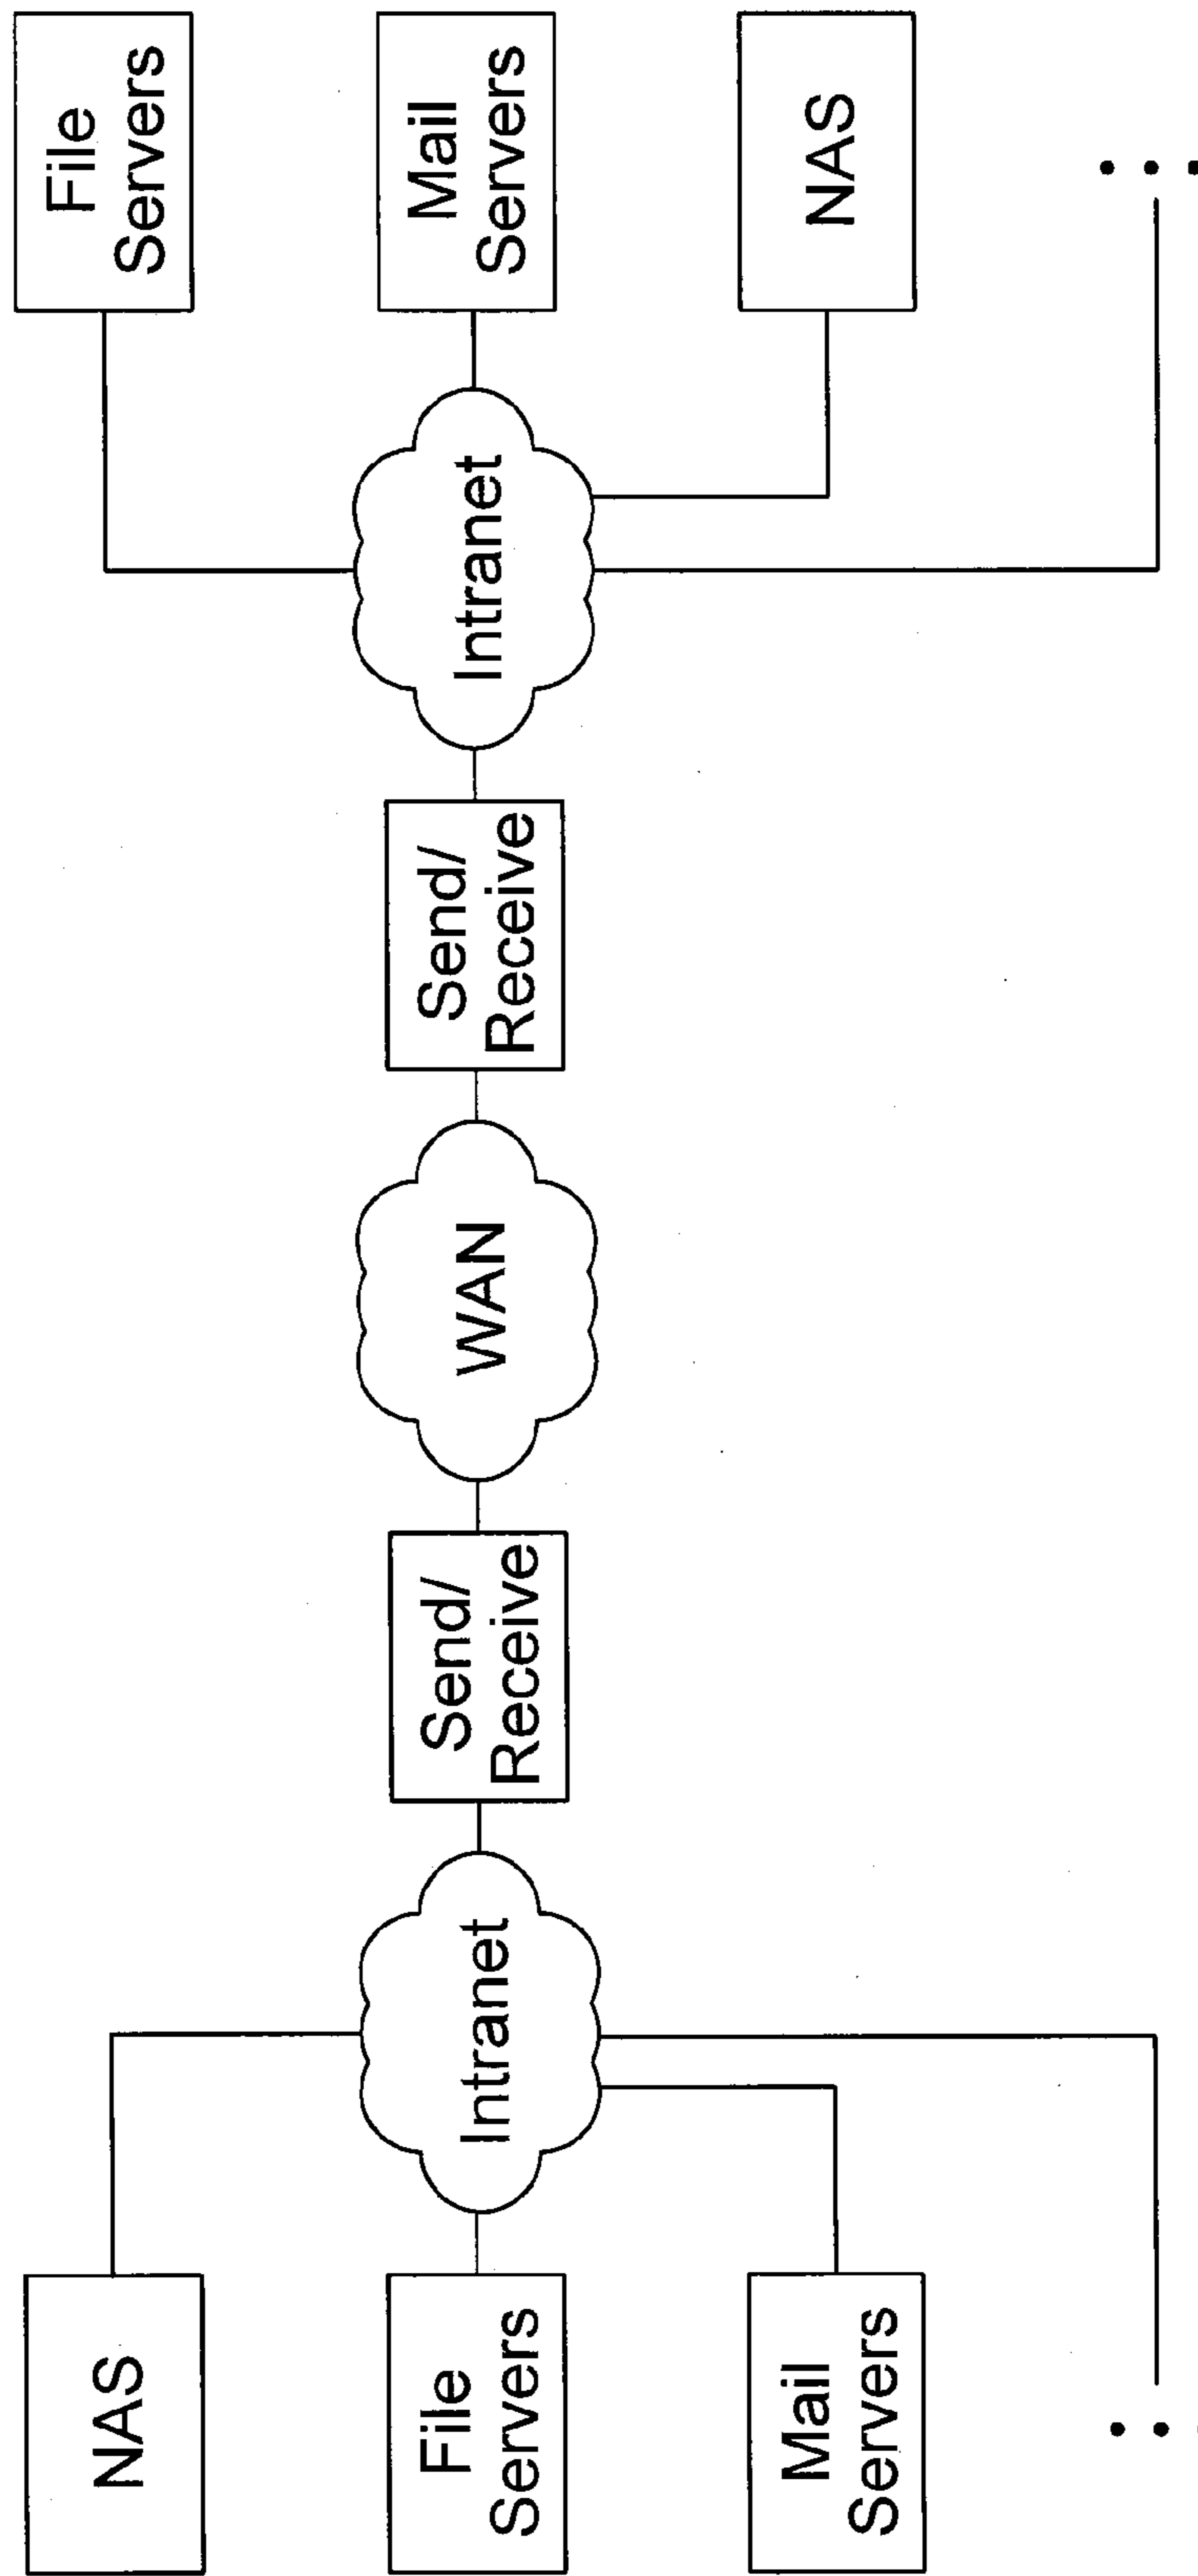 NAS
File
Servers
Mail
Servers
Intranet
Send/
Receive
WAN
Send/
Receive
Intranet
File
Servers
Mail
Servers
NAS